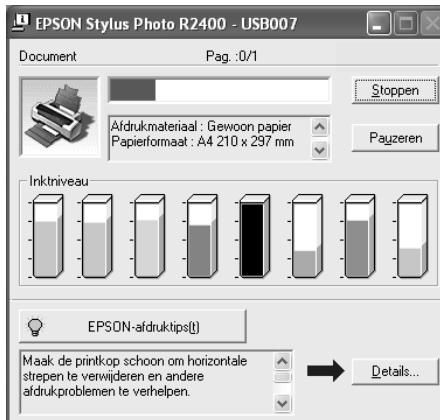 EPSON Stylus Photo R2400 - USB007
Document Pag. :0/1
Stoppen
Afdrukmateriaal : Gewoon papier
Papierformaat : A4 210 x 297 mm
Pauzeren
Inktniveau
EPSON-afdruktips(t)
Maak de printkop schoon om horizontale
strepen te verwijderen en andere
afdrukproblemen te verhelpen.
Details...